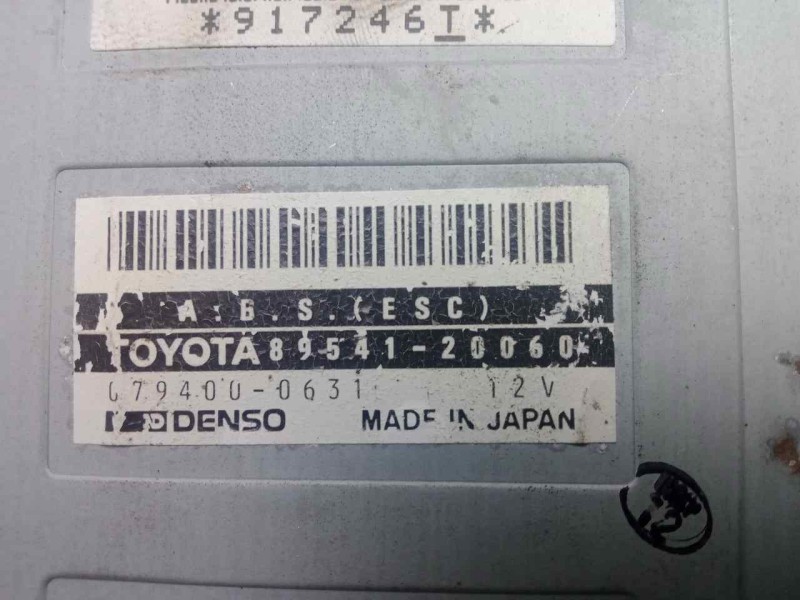 *917246T*
A.B.S.(ESC)
TOYOTA 89541-20060
079400-0631 12V
DENSO MADE IN JAPAN